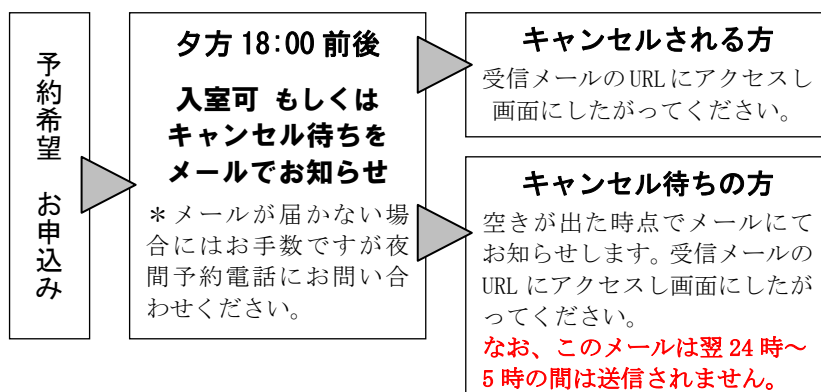 予約希望　お申込み
夕方 18:00 前後
入室可 もしくは
キャンセル待ちを
メールでお知らせ
＊メールが届かない場
合にはお手数ですが夜
間予約電話にお問い合
わせください。
キャンセルされる方
受信メールの URL にアクセスし
画面にしたがってください。
キャンセル待ちの方
空きが出た時点でメールにて
お知らせします。受信メールの
URL にアクセスし画面にしたが
ってください。
なお、このメールは翌 24 時～
5 時の間は送信されません。